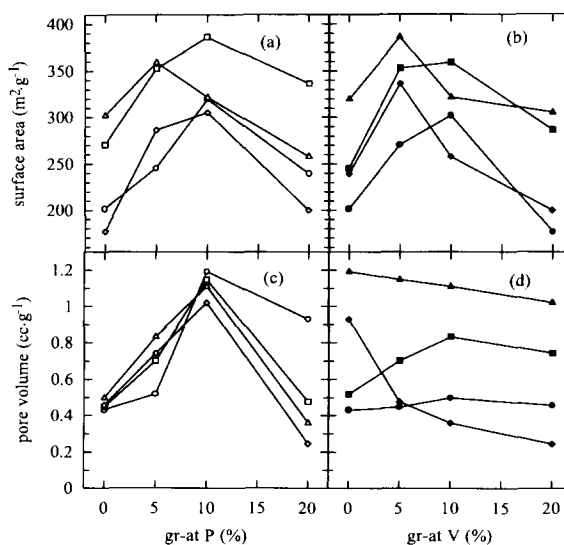 400
350
300
250
200
surface area (m²·g⁻¹)
(a)
(b)
1.2
1
0.8
0.6
0.4
0.2
0
pore volume (cc·g⁻¹)
(c)
(d)
0 5 10 15 20
0 5 10 15 20
gr-at P (%)
gr-at V (%)